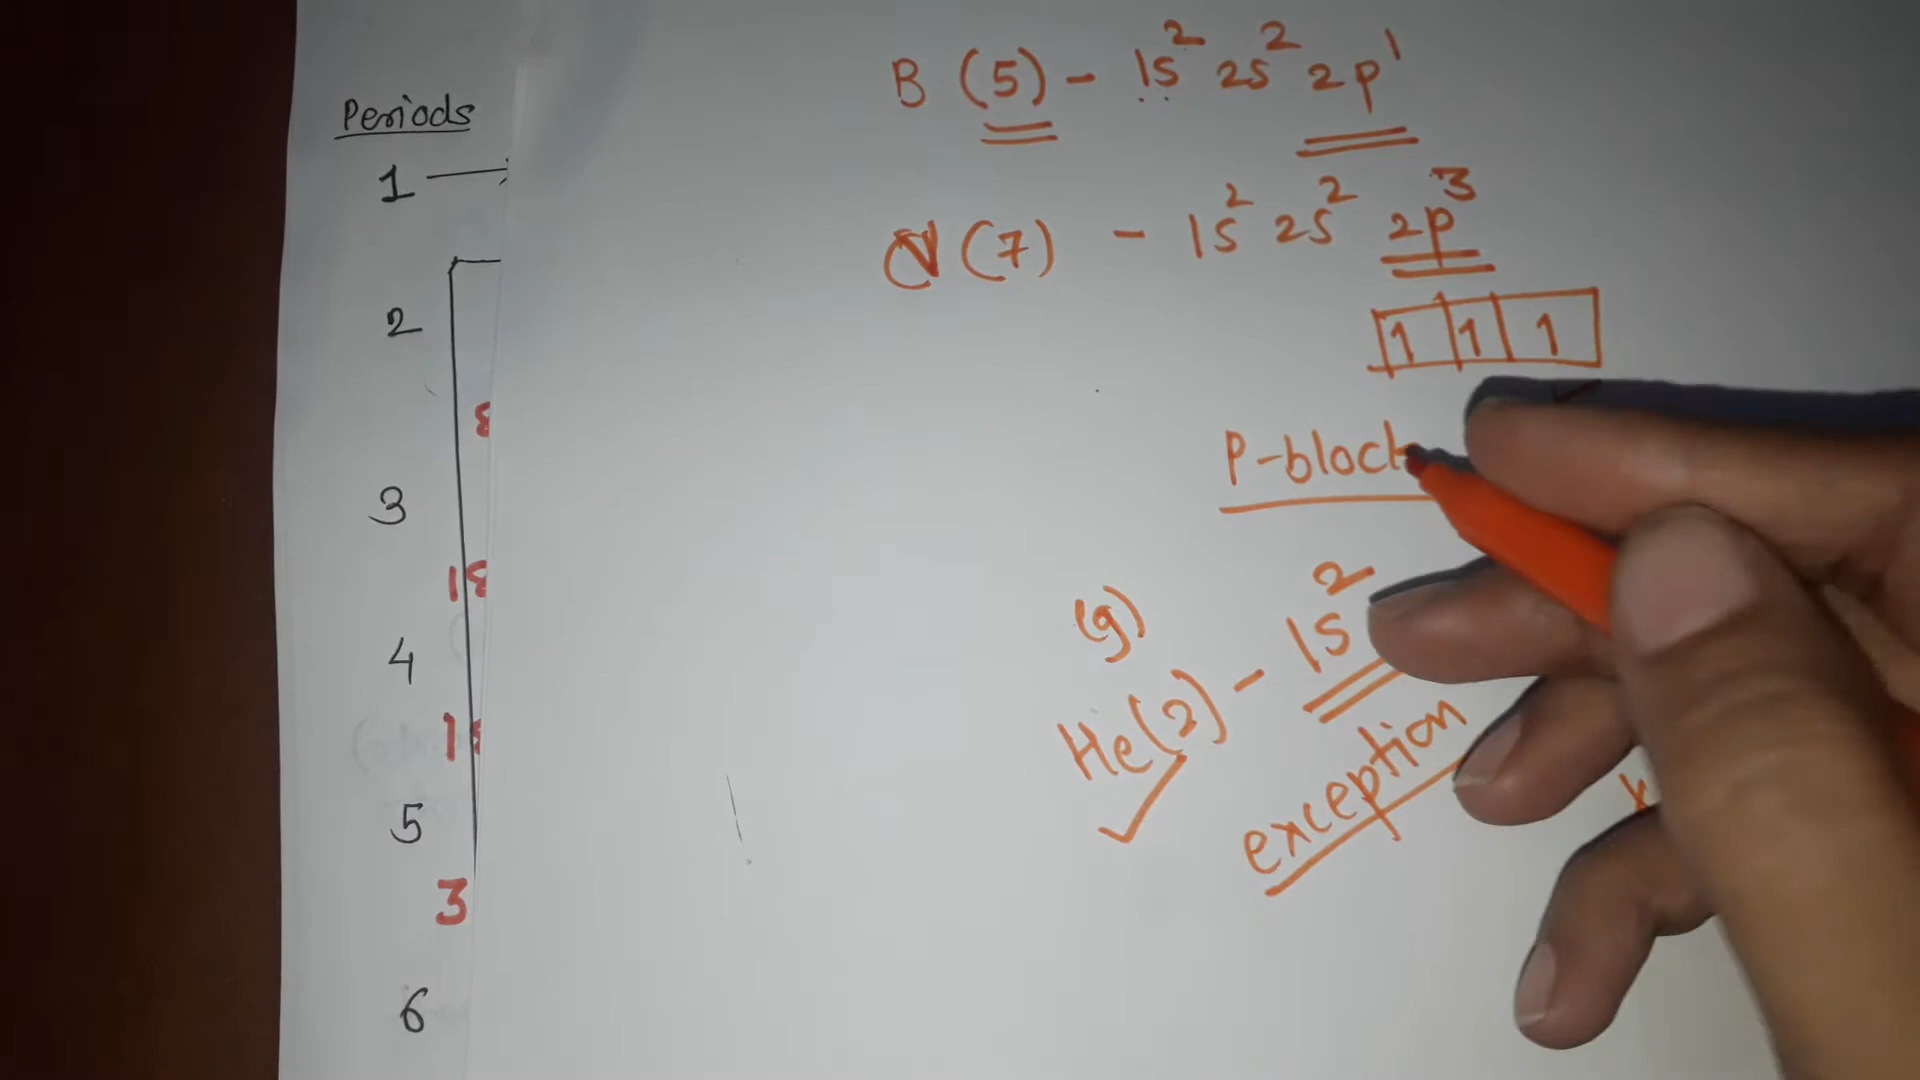 Periods
1
2
3
4
5
3
6
B (5) - 1s² 2s² 2p¹
N (7) - 1s² 2s² 2p³
1 1 1
P-block
(g)
He(2) - 1s²
exception